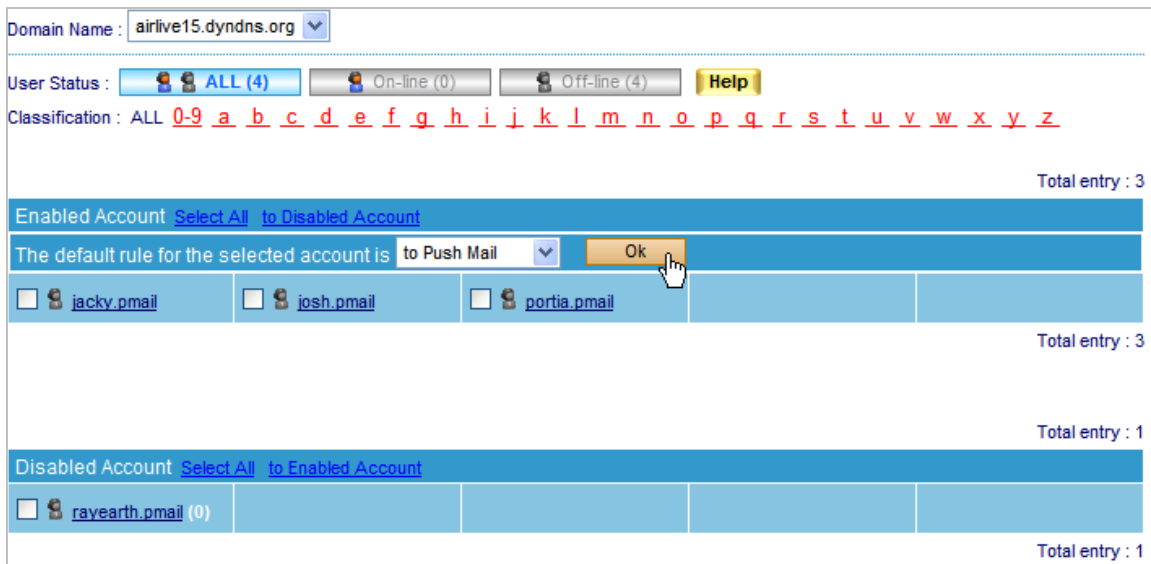 Domain Name : airlive15.dyndns.org
User Status : ALL (4) On-line (0) Off-line (4) Help
Classification : ALL 0-9 a b c d e f g h i j k l m n o p q r s t u v w x y z
Total entry : 3
Enabled Account Select All to Disabled Account
The default rule for the selected account is to Push Mail Ok
jacky.pmail josh.pmail portia.pmail
Total entry : 3
Total entry : 1
Disabled Account Select All to Enabled Account
rayearth.pmail (0)
Total entry : 1